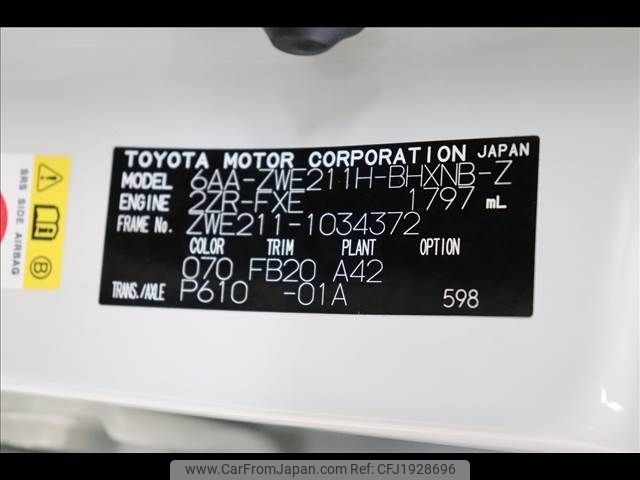 TOYOTA MOTOR CORPORATION JAPAN
MODEL 6AA-ZWE211H-BHXNB-Z
ENGINE 2ZR-FXE 1797 mL
FRAME No. ZWE211-1034372
COLOR TRIM PLANT OPTION
070 FB20 A42
TRANS./AXLE P610 -01A 598
SRS SIDE AIRBAG
B
www.CarFromJapan.com CFJ1928696